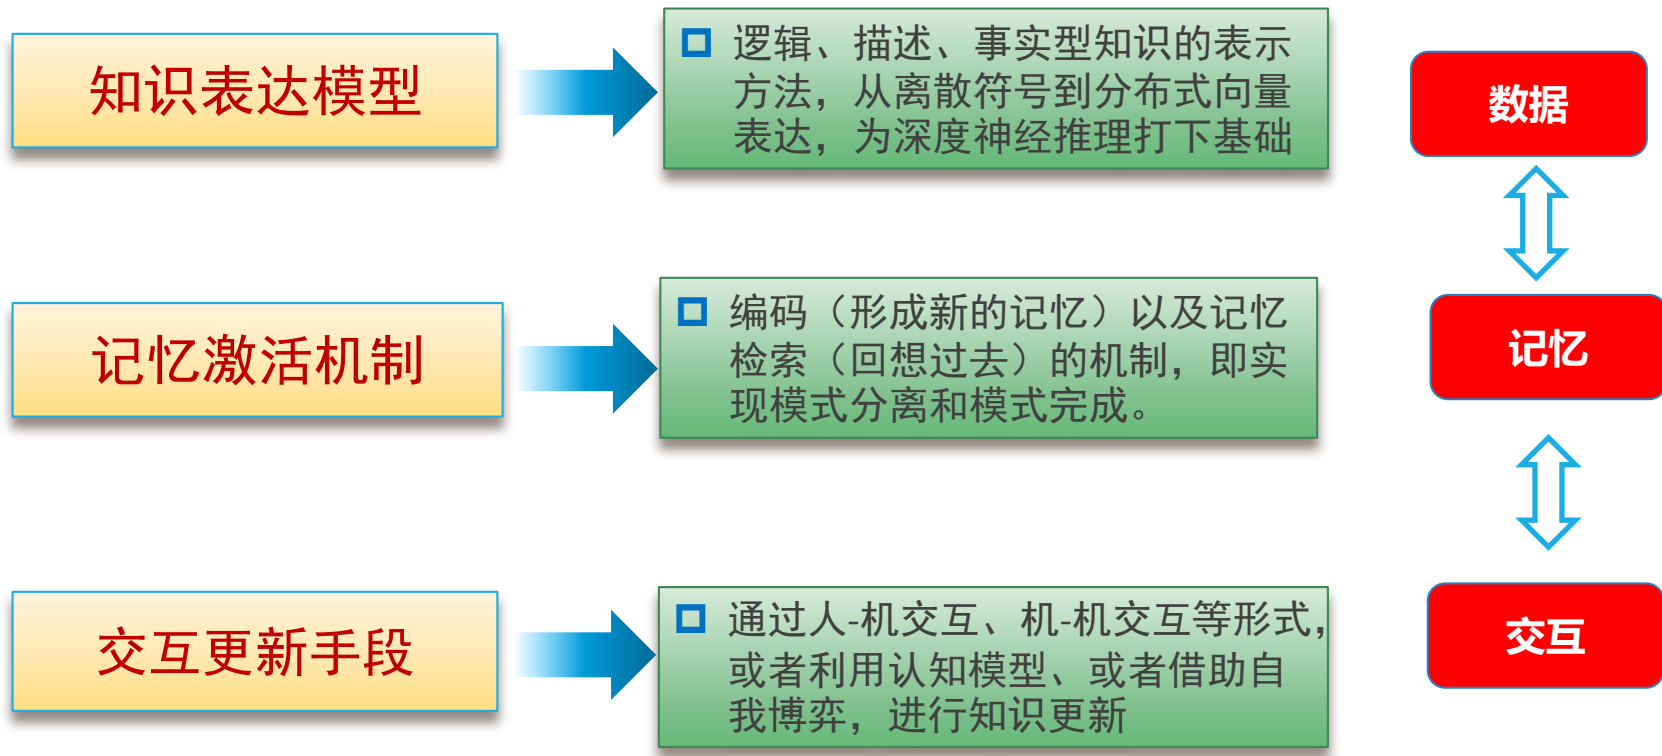 知识表达模型
逻辑、描述、事实型知识的表示
方法，从离散符号到分布式向量
表达，为深度神经推理打下基础
数据
记忆激活机制
编码（形成新的记忆）以及记忆
检索（回想过去）的机制，即实
现模式分离和模式完成。
记忆
交互更新手段
通过人-机交互、机-机交互等形式，
或者利用认知模型、或者借助自
我博弈，进行知识更新
交互